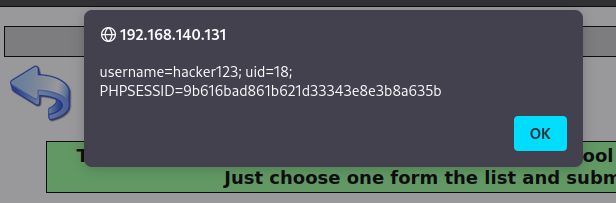 192.168.140.131
username=hacker123; uid=18;
PHPSESSID=9b616bad861b621d33343e8e3b8a635b
OK
Just choose one form the list and subm